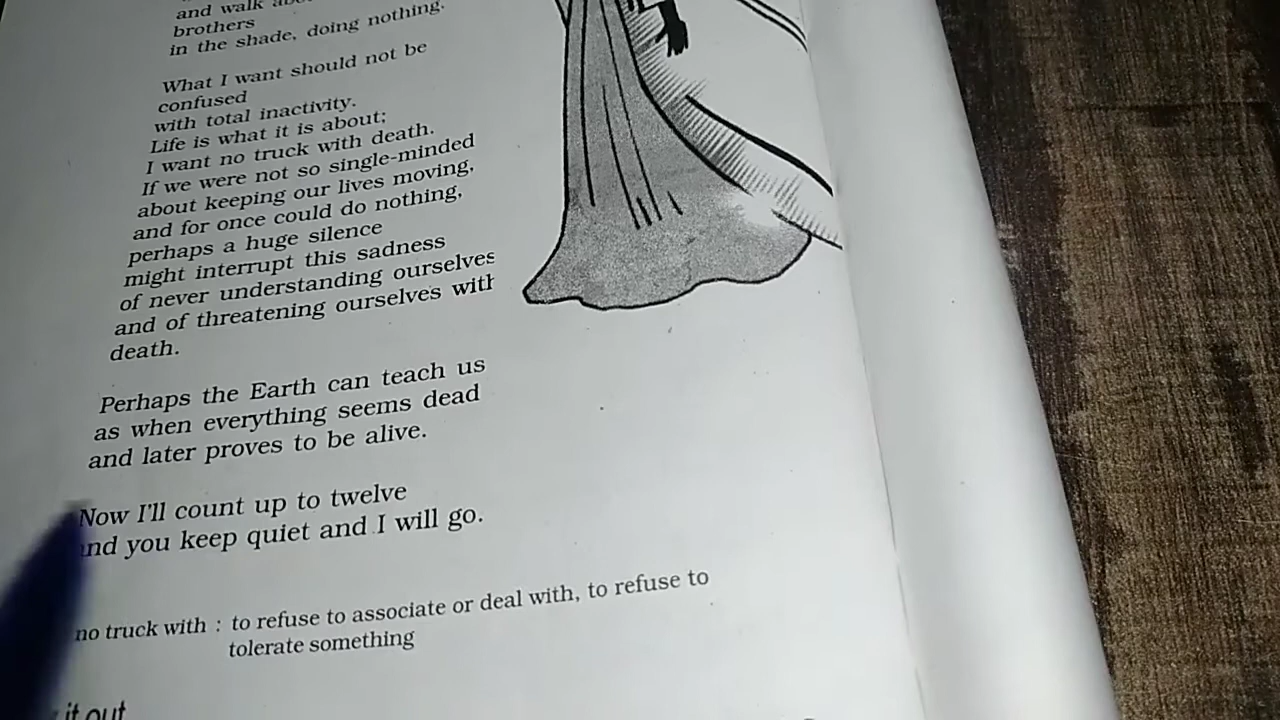 and walk
brothers
in the shade, doing nothing.
What I want should not be
confused
with total inactivity.
Life is what it is about;
I want no truck with death.
If we were not so single-minded
about keeping our lives moving,
and for once could do nothing,
perhaps a huge silence
might interrupt this sadness
of never understanding ourselves
and of threatening ourselves with
death.
Perhaps the Earth can teach us
as when everything seems dead
and later proves to be alive.
Now I'll count up to twelve
and you keep quiet and I will go.
no truck with : to refuse to associate or deal with, to refuse to
tolerate something
it out